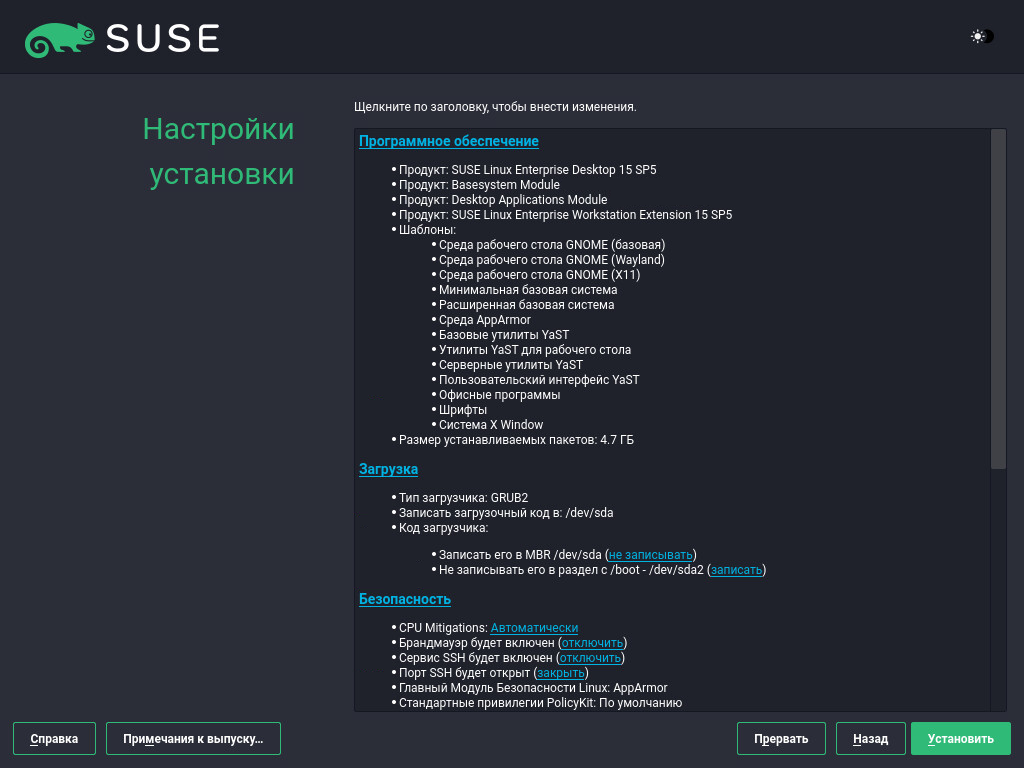 SUSE
Настройки
установки
Щелкните по заголовку, чтобы внести изменения.
Программное обеспечение
• Продукт: SUSE Linux Enterprise Desktop 15 SP5
• Продукт: Basesystem Module
• Продукт: Desktop Applications Module
• Продукт: SUSE Linux Enterprise Workstation Extension 15 SP5
• Шаблоны:
• Среда рабочего стола GNOME (базовая)
• Среда рабочего стола GNOME (Wayland)
• Среда рабочего стола GNOME (X11)
• Минимальная базовая система
• Расширенная базовая система
• Среда AppArmor
• Базовые утилиты YaST
• Утилиты YaST для рабочего стола
• Серверные утилиты YaST
• Пользовательский интерфейс YaST
• Офисные программы
• Шрифты
• Система X Window
• Размер устанавливаемых пакетов: 4.7 ГБ
Загрузка
• Тип загрузчика: GRUB2
• Записать загрузочный код в: /dev/sda
• Код загрузчика:
• Записать его в MBR /dev/sda (не записывать)
• Не записывать его в раздел с /boot - /dev/sda2 (записать)
Безопасность
• CPU Mitigations: Автоматически
• Брандмауэр будет включен (отключить)
• Сервис SSH будет включен (отключить)
• Порт SSH будет открыт (закрыть)
• Главный Модуль Безопасности Linux: AppArmor
• Стандартные привилегии PolicyKit: По умолчанию
Справка
Примечания к выпуску...
Прервать
Назад
Установить